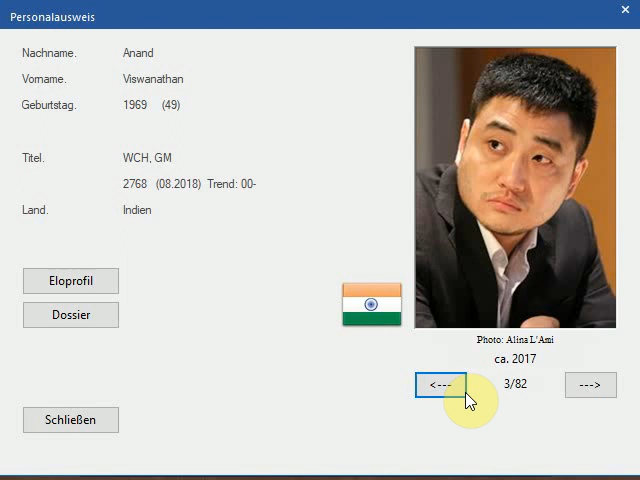 Personalausweis
Nachname. Anand
Vorname. Viswanathan
Geburtstag. 1969 (49)
Titel. WCH, GM
2768 (08.2018) Trend: 00-
Land. Indien
Eloprofil
Dossier
Photo: Alina L'Ami
ca. 2017
<--- 3/82 --->
Schließen